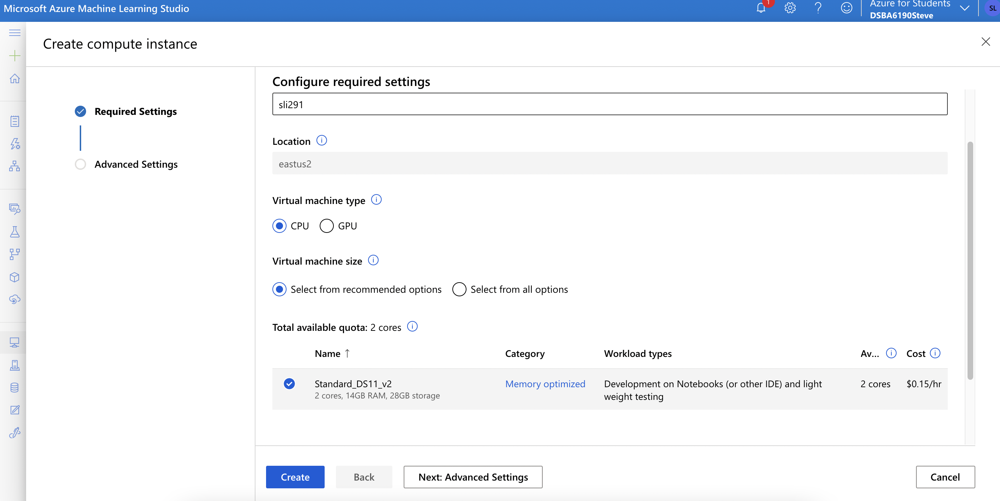 Microsoft Azure Machine Learning Studio
1
Azure for Students
DSBA6190Steve
SL
Create compute instance
Required Settings
Advanced Settings
Configure required settings
sli291
Location
eastus2
Virtual machine type
CPU GPU
Virtual machine size
Select from recommended options Select from all options
Total available quota: 2 cores
Name ↑ Category Workload types Av... Cost
Standard_DS11_v2 Memory optimized Development on Notebooks (or other IDE) and light 2 cores $0.15/hr
2 cores, 14GB RAM, 28GB storage weight testing
Create Back Next: Advanced Settings Cancel